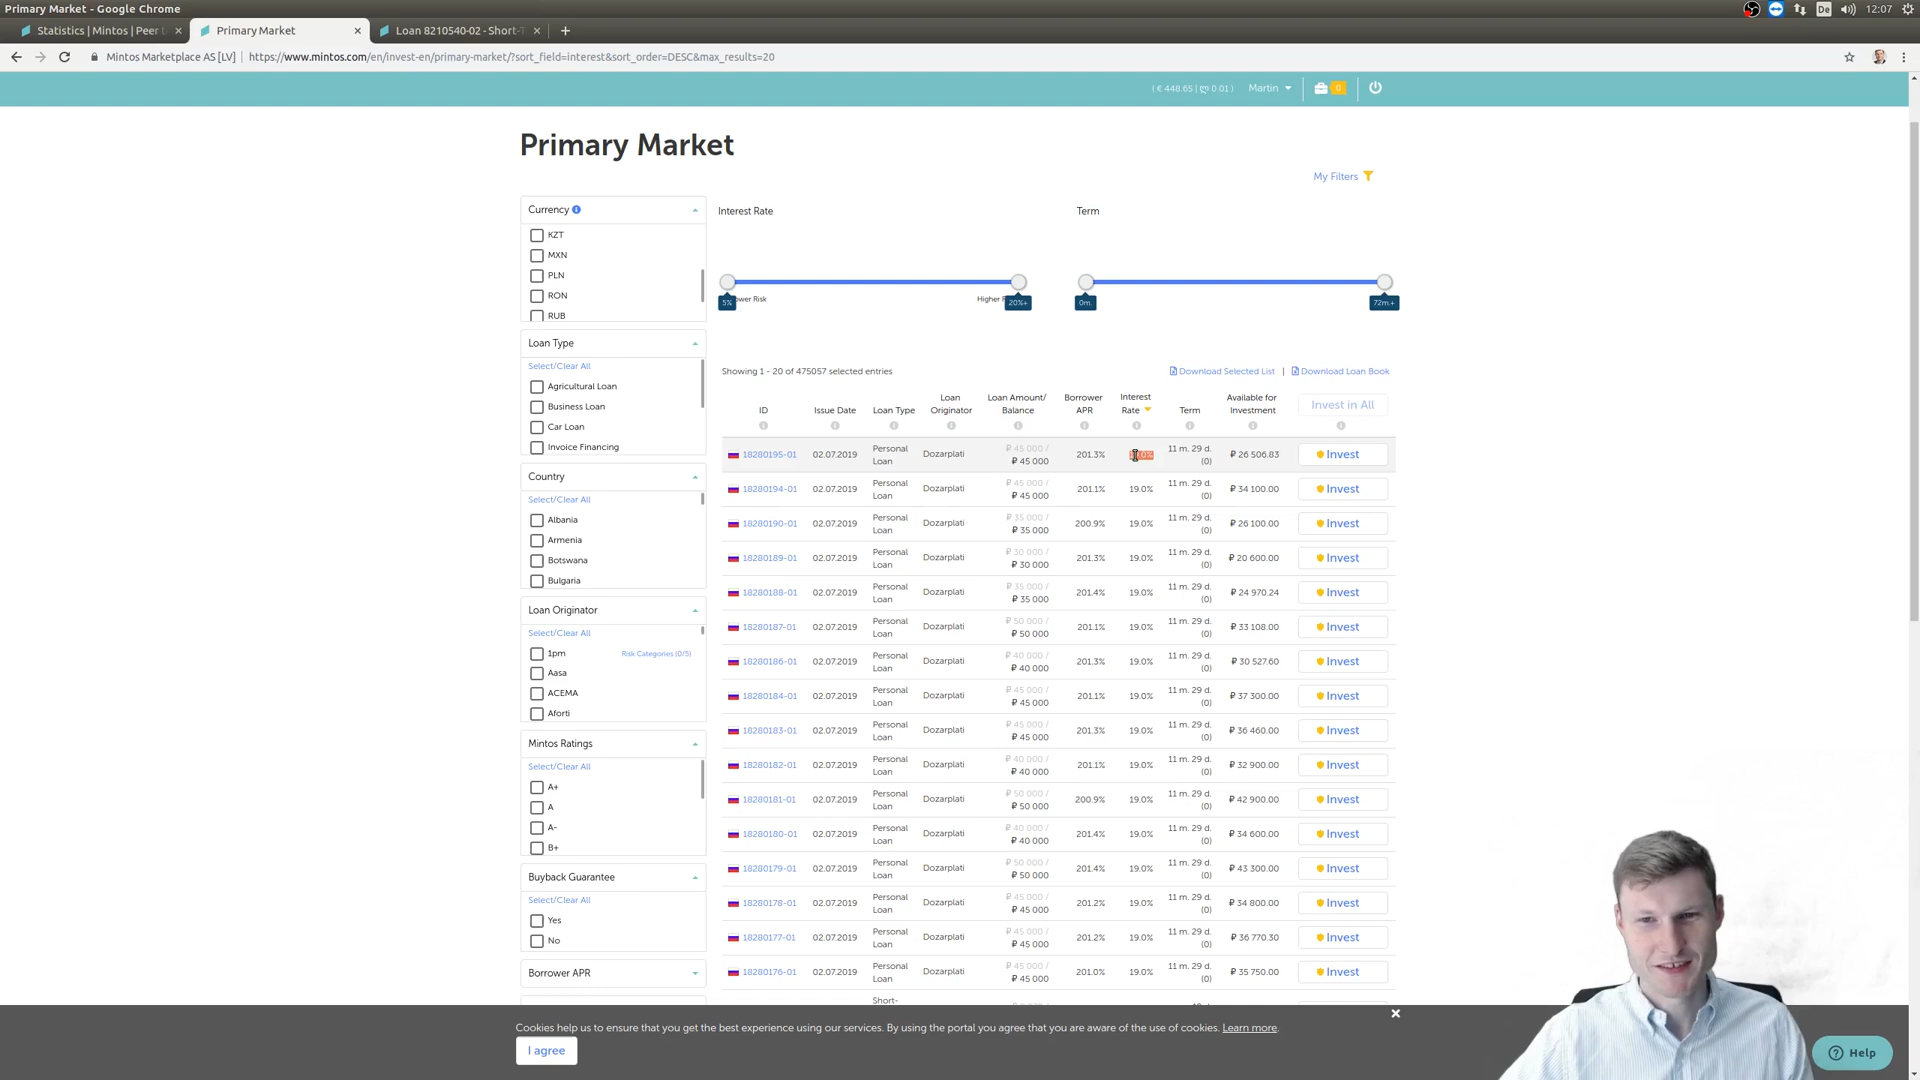 Primary Market - Google Chrome
De 12:07
Statistics | Mintos | Peer t × Primary Market × Loan 8210540-02 - Short-T × +
Mintos Marketplace AS [LV] https://www.mintos.com/en/invest-en/primary-market/?sort_field=interest&sort_order=DESC&max_results=20
( € 448.65 | ლ 0.01 ) Martin 0
Primary Market
My Filters
Currency
KZT
MXN
PLN
RON
RUB
Interest Rate
5%
ower Risk
Higher
20%+
Term
0m.
72m.+
Loan Type
Select/Clear All
Agricultural Loan
Business Loan
Car Loan
Invoice Financing
Country
Select/Clear All
Albania
Armenia
Botswana
Bulgaria
Loan Originator
Select/Clear All
1pm Risk Categories (0/5)
Aasa
ACEMA
Aforti
Mintos Ratings
Select/Clear All
A+
A
A-
B+
Buyback Guarantee
Select/Clear All
Yes
No
Borrower APR
Showing 1 - 20 of 475057 selected entries
Download Selected List | Download Loan Book
ID Issue Date Loan Type Loan Originator Loan Amount/ Balance Borrower APR Interest Rate Term Available for Investment Invest in All
18280195-01 02.07.2019 Personal Loan Dozarplati ₽ 45 000 / ₽ 45 000 201.3% 11 m. 29 d. (0) ₽ 26 506.83 Invest
18280194-01 02.07.2019 Personal Loan Dozarplati ₽ 45 000 / ₽ 45 000 201.1% 19.0% 11 m. 29 d. (0) ₽ 34 100.00 Invest
18280190-01 02.07.2019 Personal Loan Dozarplati ₽ 35 000 / ₽ 35 000 200.9% 19.0% 11 m. 29 d. (0) ₽ 26 100.00 Invest
18280189-01 02.07.2019 Personal Loan Dozarplati ₽ 30 000 / ₽ 30 000 201.3% 19.0% 11 m. 29 d. (0) ₽ 20 600.00 Invest
18280188-01 02.07.2019 Personal Loan Dozarplati ₽ 35 000 / ₽ 35 000 201.4% 19.0% 11 m. 29 d. (0) ₽ 24 970.24 Invest
18280187-01 02.07.2019 Personal Loan Dozarplati ₽ 50 000 / ₽ 50 000 201.1% 19.0% 11 m. 29 d. (0) ₽ 33 108.00 Invest
18280186-01 02.07.2019 Personal Loan Dozarplati ₽ 40 000 / ₽ 40 000 201.3% 19.0% 11 m. 29 d. (0) ₽ 30 527.60 Invest
18280184-01 02.07.2019 Personal Loan Dozarplati ₽ 45 000 / ₽ 45 000 201.1% 19.0% 11 m. 29 d. (0) ₽ 37 300.00 Invest
18280183-01 02.07.2019 Personal Loan Dozarplati ₽ 45 000 / ₽ 45 000 201.3% 19.0% 11 m. 29 d. (0) ₽ 36 460.00 Invest
18280182-01 02.07.2019 Personal Loan Dozarplati ₽ 40 000 / ₽ 40 000 201.1% 19.0% 11 m. 29 d. (0) ₽ 32 900.00 Invest
18280181-01 02.07.2019 Personal Loan Dozarplati ₽ 50 000 / ₽ 50 000 200.9% 19.0% 11 m. 29 d. (0) ₽ 42 900.00 Invest
18280180-01 02.07.2019 Personal Loan Dozarplati ₽ 40 000 / ₽ 40 000 201.4% 19.0% 11 m. 29 d. (0) ₽ 34 600.00 Invest
18280179-01 02.07.2019 Personal Loan Dozarplati ₽ 50 000 / ₽ 50 000 201.4% 19.0% 11 m. 29 d. (0) ₽ 43 300.00 Invest
18280178-01 02.07.2019 Personal Loan Dozarplati ₽ 45 000 / ₽ 45 000 201.2% 19.0% 11 m. 29 d. (0) ₽ 34 800.00 Invest
18280177-01 02.07.2019 Personal Loan Dozarplati ₽ 45 000 / ₽ 45 000 201.2% 19.0% 11 m. 29 d. (0) ₽ 36 770.30 Invest
18280176-01 02.07.2019 Personal Loan Dozarplati ₽ 45 000 / ₽ 45 000 201.0% 19.0% 11 m. 29 d. (0) ₽ 35 750.00 Invest
Short-
Cookies help us to ensure that you get the best experience using our services. By using the portal you agree that you are aware of the use of cookies. Learn more.
I agree
Help